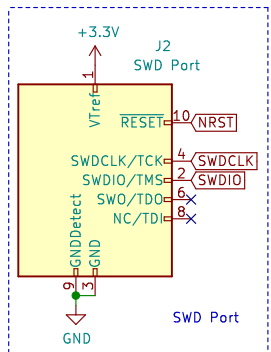 +3.3V
J2
SWD Port
1
VTref
RESET
10
NRST
SWDCLK/TCK
4
SWDCLK
SWDIO/TMS
2
SWDIO
SWO/TDO
6
NC/TDI
8
GNDDetect
GND
9
3
GND
SWD Port